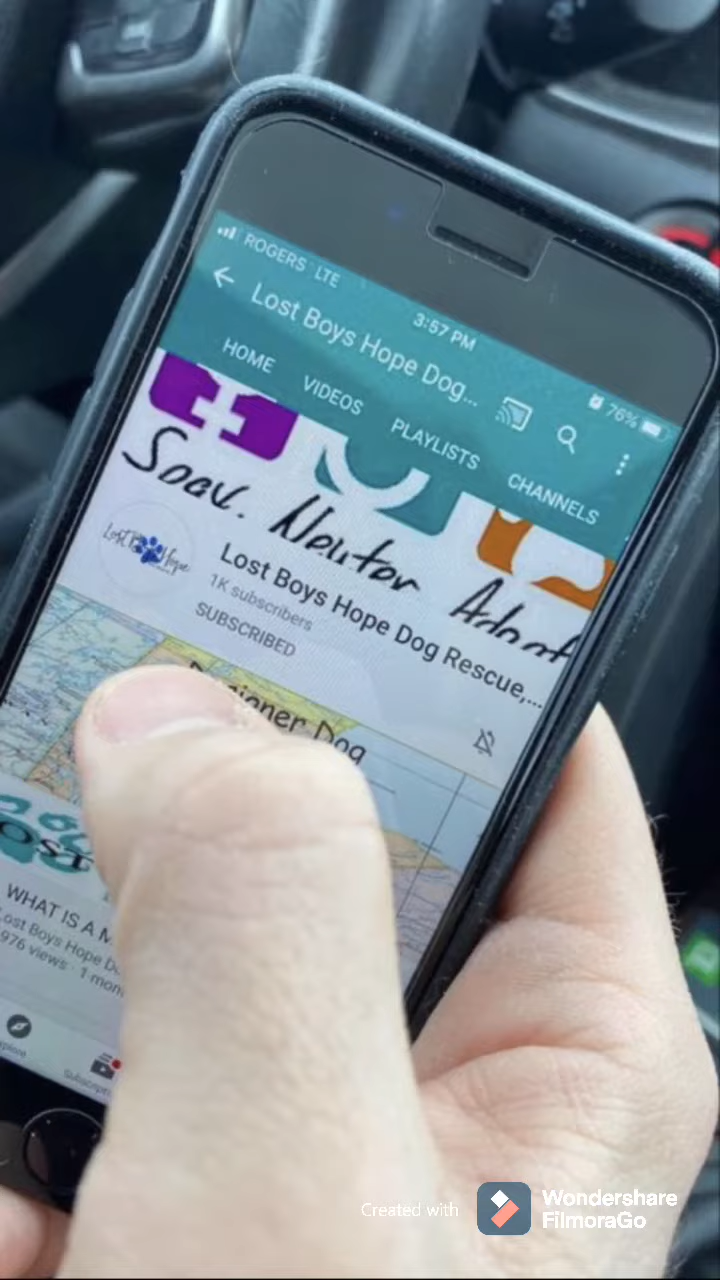 ROGERS LTE
3:57 PM
76%
Lost Boys Hope Dog...
HOME VIDEOS PLAYLISTS CHANNELS
Spay. Neuter Adopt
Lost Hope
Lost Boys Hope Dog Rescue,...
1K subscribers
SUBSCRIBED
Dog
WHAT IS A
Lost Boys Hope
976 views · 1
Created with Wondershare
FilmoraGo